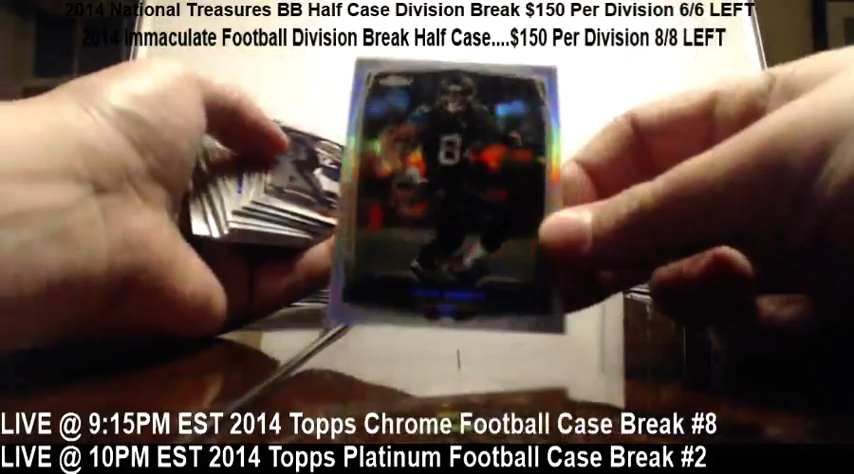 2014 National Treasures BB Half Case Division Break $150 Per Division 6/6 LEFT
2014 Immaculate Football Division Break Half Case....$150 Per Division 8/8 LEFT
8
LIVE @ 9:15PM EST 2014 Topps Chrome Football Case Break #8
LIVE @ 10PM EST 2014 Topps Platinum Football Case Break #2